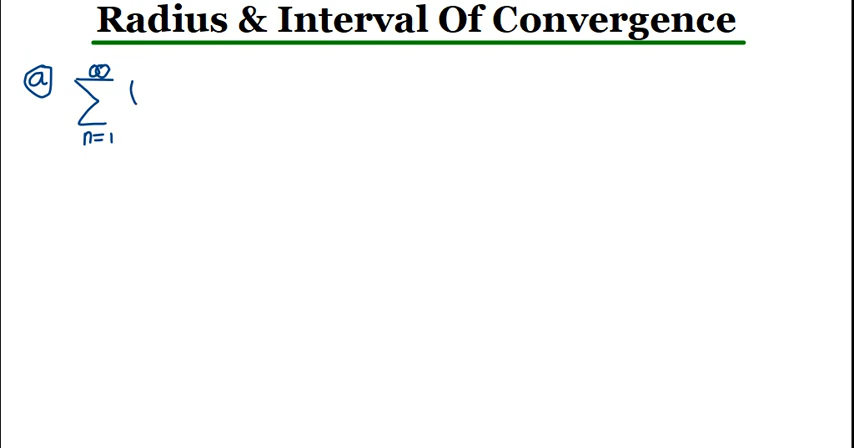 Radius & Interval Of Convergence
ⓐ ∞
∑ (
n=1